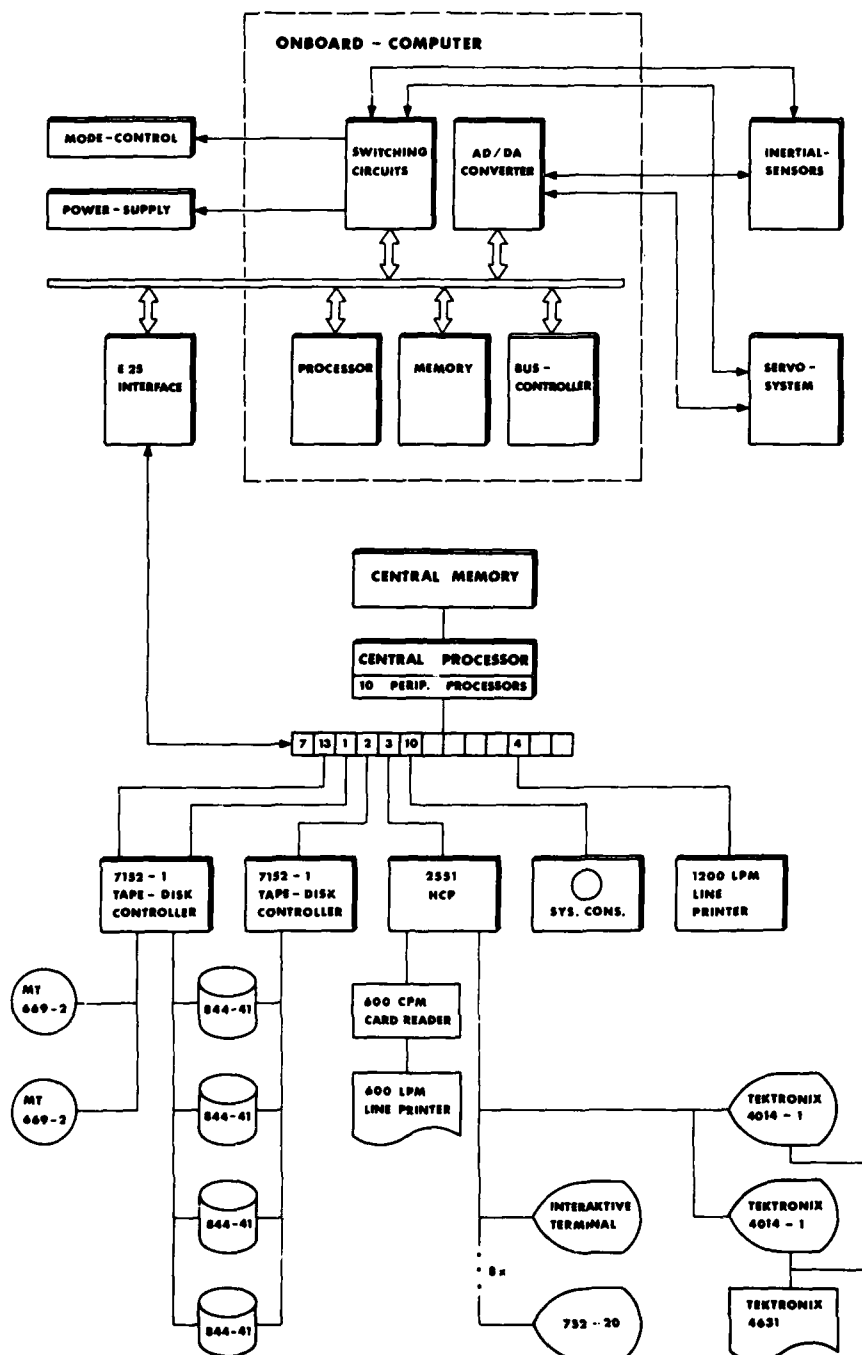 ONBOARD - COMPUTER
MODE-CONTROL
SWITCHING
CIRCUITS
AD/DA
CONVERTER
INERTIAL-
SENSORS
POWER-SUPPLY
E 25
INTERFACE
PROCESSOR
MEMORY
BUS-
CONTROLLER
SERVO-
SYSTEM
CENTRAL MEMORY
CENTRAL PROCESSOR
10 PERIP. PROCESSORS
7 13 1 2 3 10 4
7152-1
TAPE-DISK
CONTROLLER
7152-1
TAPE-DISK
CONTROLLER
2551
NCP
SYS. CONS.
1200 LPM
LINE
PRINTER
MT
669-2
844-41
600 CPM
CARD READER
MT
669-2
844-41
600 LPM
LINE PRINTER
TEKTRONIX
4014-1
844-41
INTERAKTIVE
TERMINAL
TEKTRONIX
4014-1
8x
844-41
752-20
TEKTRONIX
4631